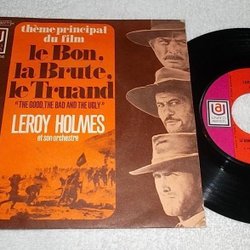 thème principal
du film
le Bon,
la Brute,
le Truand
"THE GOOD, THE BAD AND THE UGLY"
LEROY HOLMES
et son orchestre